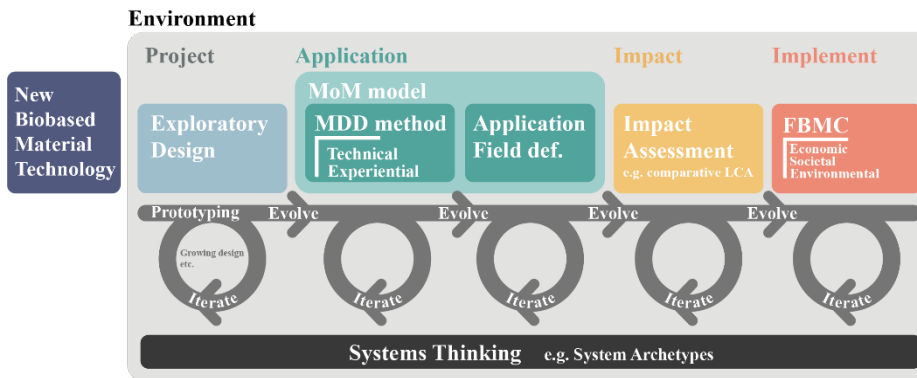 Environment
Project
Application
Impact
Implement
New
Biobased
Material
Technology
Exploratory
Design
MoM model
MDD method
Technical
Experiential
Application
Field def.
Impact
Assessment
e.g. comparative LCA
FBMC
Economic
Societal
Environmental
Prototyping
Evolve
Evolve
Evolve
Evolve
Growing design
etc.
Iterate
Iterate
Iterate
Iterate
Iterate
Systems Thinking e.g. System Archetypes